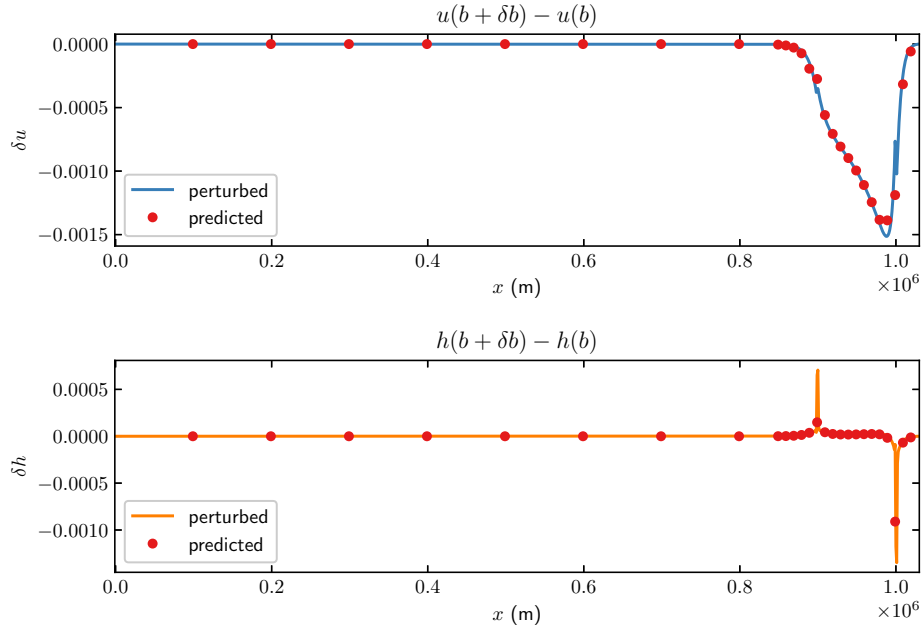 u(b + δb) − u(b)
0.0000
−0.0005
−0.0010
−0.0015
δu
perturbed
predicted
0.0 0.2 0.4 0.6 0.8 1.0
×10⁶
x (m)
h(b + δb) − h(b)
0.0005
0.0000
−0.0005
−0.0010
δh
perturbed
predicted
0.0 0.2 0.4 0.6 0.8 1.0
×10⁶
x (m)